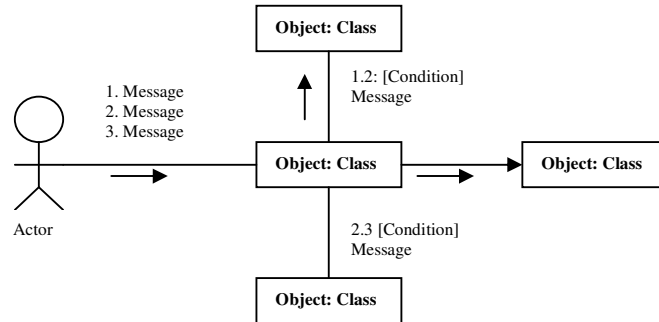 Object: Class
1.2: [Condition]
Message
1. Message
2. Message
3. Message
Object: Class
Object: Class
Actor
2.3 [Condition]
Message
Object: Class